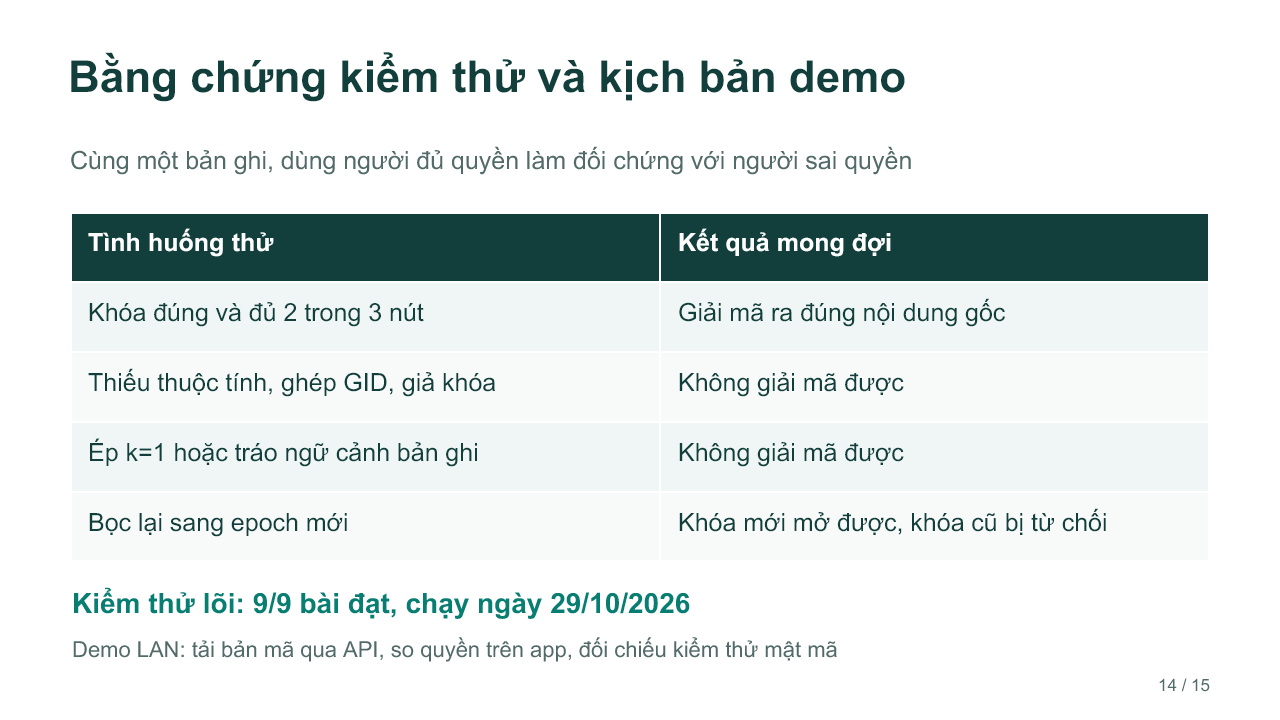 Bằng chứng kiểm thử và kịch bản demo
Cùng một bản ghi, dùng người đủ quyền làm đối chứng với người sai quyền
Tình huống thử
Kết quả mong đợi
Khóa đúng và đủ 2 trong 3 nút
Giải mã ra đúng nội dung gốc
Thiếu thuộc tính, ghép GID, giả khóa
Không giải mã được
Ép k=1 hoặc tráo ngữ cảnh bản ghi
Không giải mã được
Bọc lại sang epoch mới
Khóa mới mở được, khóa cũ bị từ chối
Kiểm thử lõi: 9/9 bài đạt, chạy ngày 29/10/2026
Demo LAN: tải bản mã qua API, so quyền trên app, đối chiếu kiểm thử mật mã
14 / 15